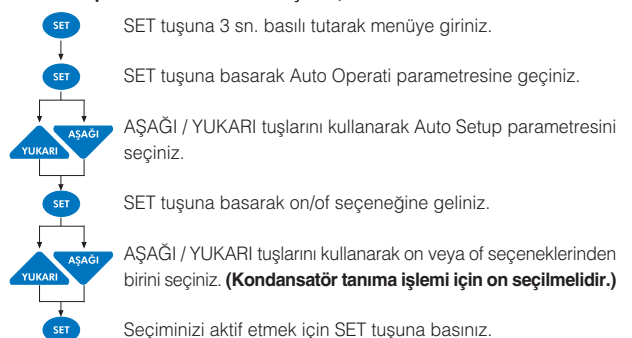 SET
SET tuşuna 3 sn. basılı tutarak menüye giriniz.
SET
SET tuşuna basarak Auto Operati parametresine geçiniz.
YUKARI
AŞAĞI
AŞAĞI / YUKARI tuşlarını kullanarak Auto Setup parametresini
seçiniz.
SET
SET tuşuna basarak on/of seçeneğine geliniz.
YUKARI
AŞAĞI
AŞAĞI / YUKARI tuşlarını kullanarak on veya of seçeneklerinden
birini seçiniz. (Kondansatör tanıma işlemi için on seçilmelidir.)
SET
Seçiminizi aktif etmek için SET tuşuna basınız.